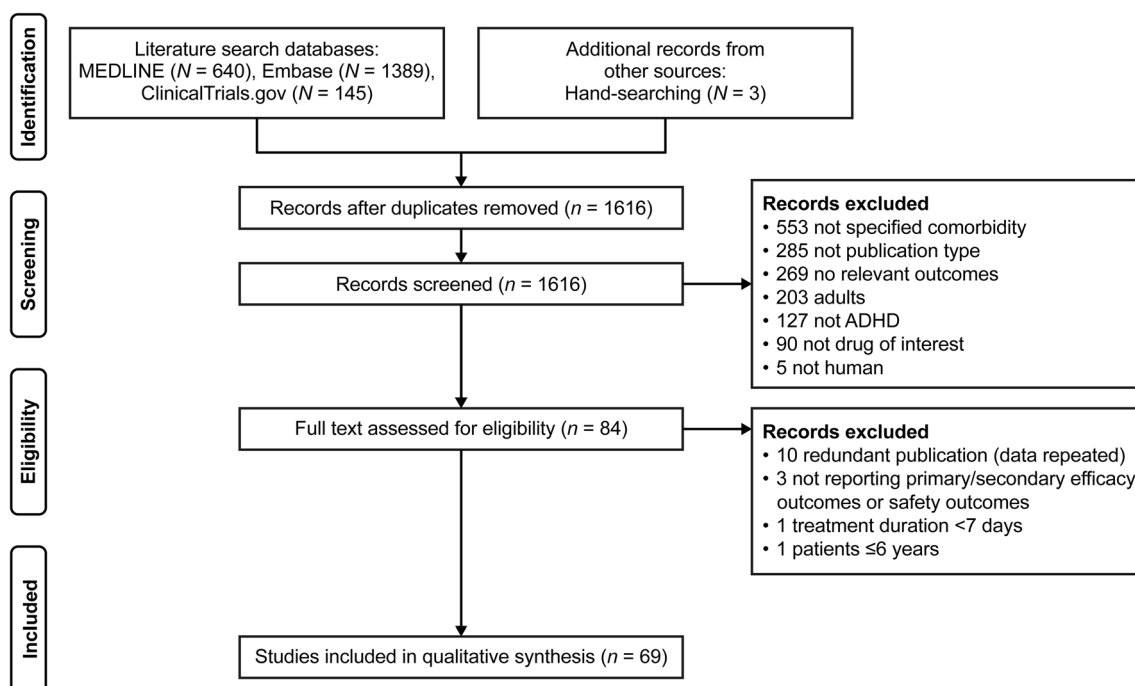 Identification
Literature search databases:
MEDLINE (N = 640), Embase (N = 1389),
ClinicalTrials.gov (N = 145)
Additional records from
other sources:
Hand-searching (N = 3)
Screening
Records after duplicates removed (n = 1616)
Records screened (n = 1616)
Records excluded
• 553 not specified comorbidity
• 285 not publication type
• 269 no relevant outcomes
• 203 adults
• 127 not ADHD
• 90 not drug of interest
• 5 not human
Eligibility
Full text assessed for eligibility (n = 84)
Records excluded
• 10 redundant publication (data repeated)
• 3 not reporting primary/secondary efficacy
outcomes or safety outcomes
• 1 treatment duration <7 days
• 1 patients ≤6 years
Included
Studies included in qualitative synthesis (n = 69)